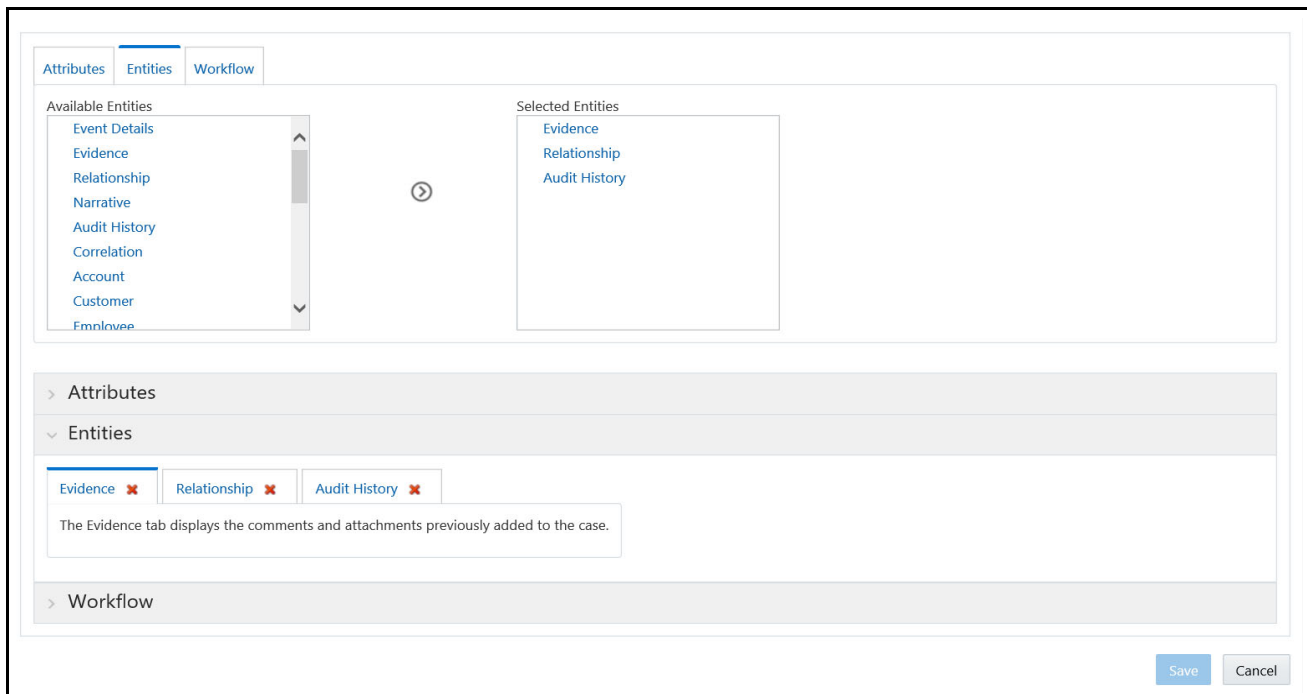 Attributes Entities Workflow
Available Entities Selected Entities
Event Details Evidence
Evidence Relationship
Relationship Audit History
Narrative
Audit History
Correlation
Account
Customer
Employee
Attributes
Entities
Evidence Relationship Audit History
The Evidence tab displays the comments and attachments previously added to the case.
Workflow
Save Cancel